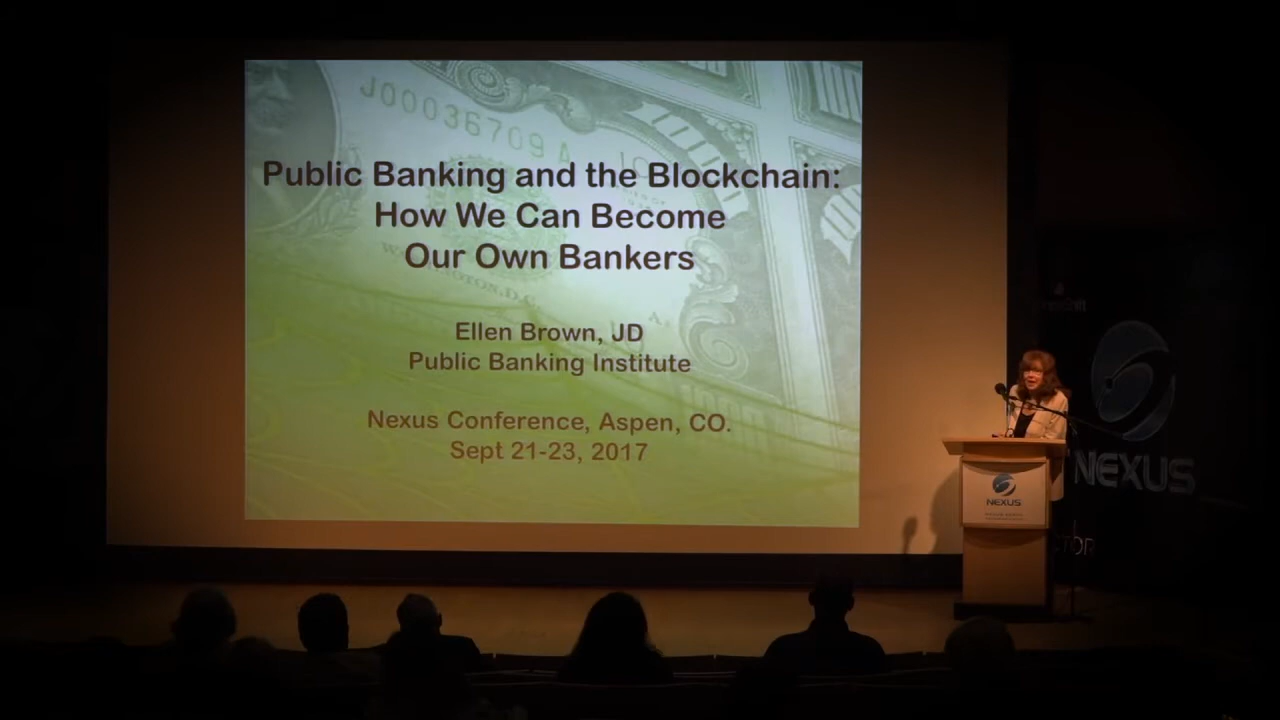 J00036709 A
Public Banking and the Blockchain:
How We Can Become
Our Own Bankers
Ellen Brown, JD
Public Banking Institute
Nexus Conference, Aspen, CO.
Sept 21-23, 2017
NEXUS
NEXUS